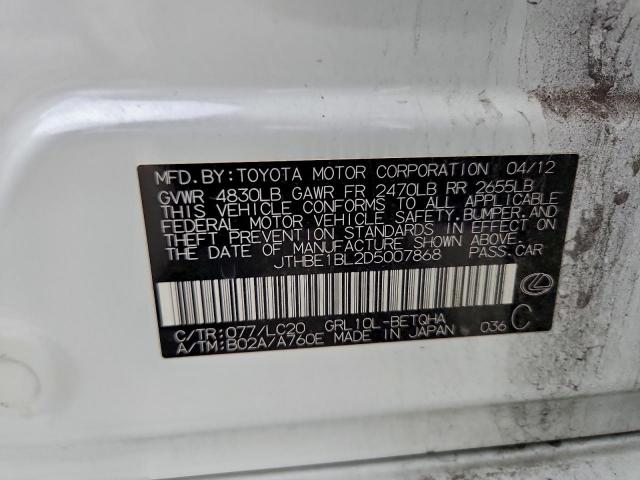 MFD.BY:TOYOTA MOTOR CORPORATION 04/12
GVWR 4830LB GAWR FR 2470LB RR 2655LB
THIS VEHICLE CONFORMS TO ALL APPLICABLE
FEDERAL MOTOR VEHICLE SAFETY,BUMPER,AND
THEFT PREVENTION STANDARDS IN EFFECT ON
THE DATE OF MANUFACTURE SHOWN ABOVE.
JTHBE1BL2D5007868 PASS.CAR
C/TR:077/LC20 GRL10L-BETQHA
A/TM:B02A/A760E MADE IN JAPAN 036 C